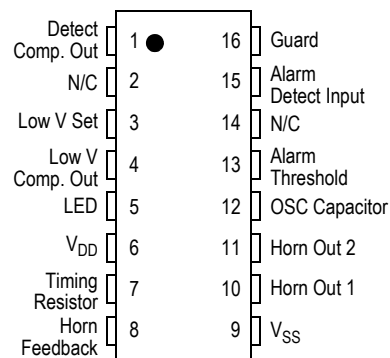 Detect
Comp. Out
1
16
Guard
N/C
2
15
Alarm
Detect Input
Low V Set
3
14
N/C
Low V
Comp. Out
4
13
Alarm
Threshold
LED
5
12
OSC Capacitor
VDD
6
11
Horn Out 2
Timing
Resistor
7
10
Horn Out 1
Horn
Feedback
8
9
VSS